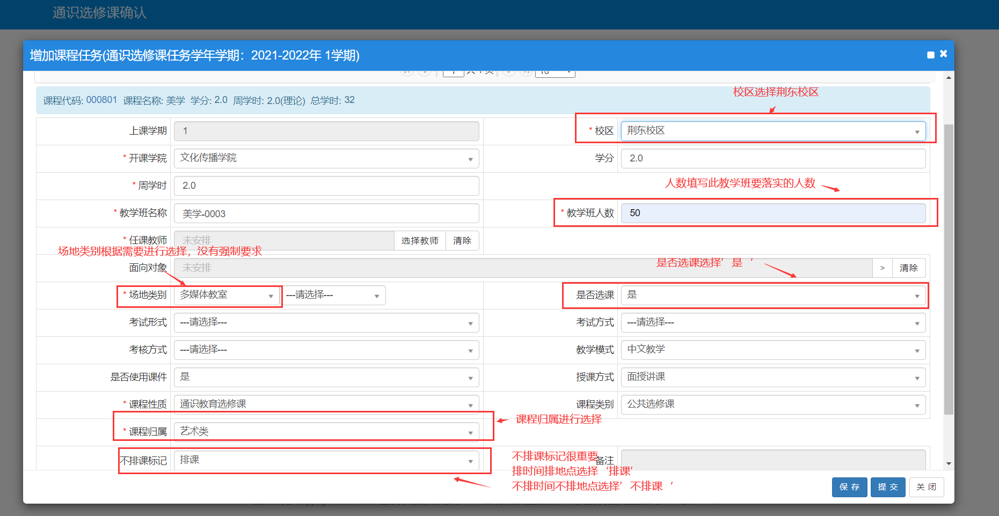 通识选修课确认
增加课程任务(通识选修课任务学年学期：2021-2022年 1学期)
课程代码: 000801 课程名称: 美学 学分: 2.0 周学时: 2.0(理论) 总学时: 32
校区选择荆东校区
上课学期 1 * 校区 荆东校区
* 开课学院 文化传播学院 学分 2.0
* 周学时 2.0
人数填写此教学班要落实的人数
* 教学班名称 美学-0003 * 教学班人数 50
* 任课教师 未安排 选择教师 清除
场地类别根据需要进行选择，没有强制要求
面向对象 未安排 > 清除
是否选课选择’是‘
* 场地类别 多媒体教室 ---请选择--- 是否选课 是
考试形式 ---请选择--- 考试方式 ---请选择---
考核方式 ---请选择--- 教学模式 中文教学
是否使用课件 是 授课方式 面授讲课
* 课程性质 通识教育选修课 课程类别 公共选修课
课程归属进行选择
* 课程归属 艺术类
不排课标记 排课 备注
不排课标记很重要
排时间排地点选择‘排课’
不排时间不排地点选择’不排课‘
保 存 提 交 关 闭